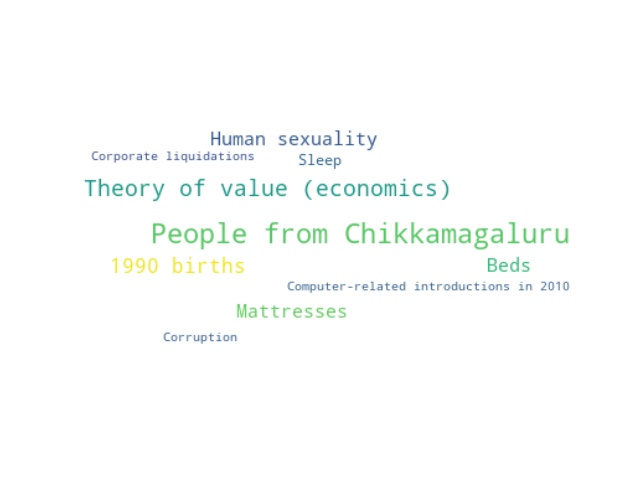 Human sexuality
Corporate liquidations
Sleep
Theory of value (economics)
People from Chikkamagaluru
1990 births
Beds
Computer-related introductions in 2010
Mattresses
Corruption